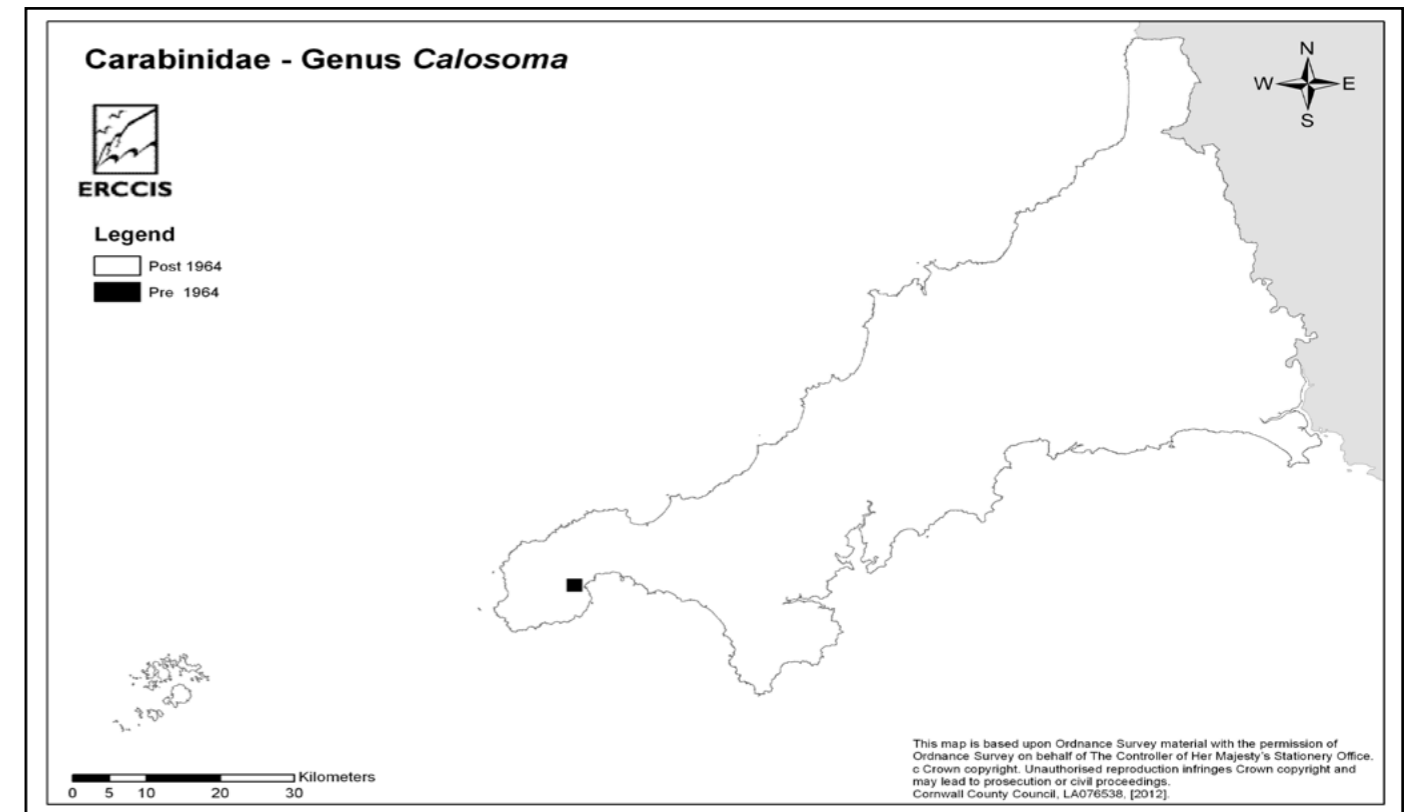 Carabinidae - Genus Calosoma
N
W E
S
ERCCIS
Legend
Post 1964
Pre 1964
This map is based upon Ordnance Survey material with the permission of
Ordnance Survey on behalf of The Controller of Her Majesty's Stationery Office.
c Crown copyright. Unauthorised reproduction infringes Crown copyright and
may lead to prosecution or civil proceedings.
Cornwall County Council, LA076538, [2012].
Kilometers
0 5 10 20 30